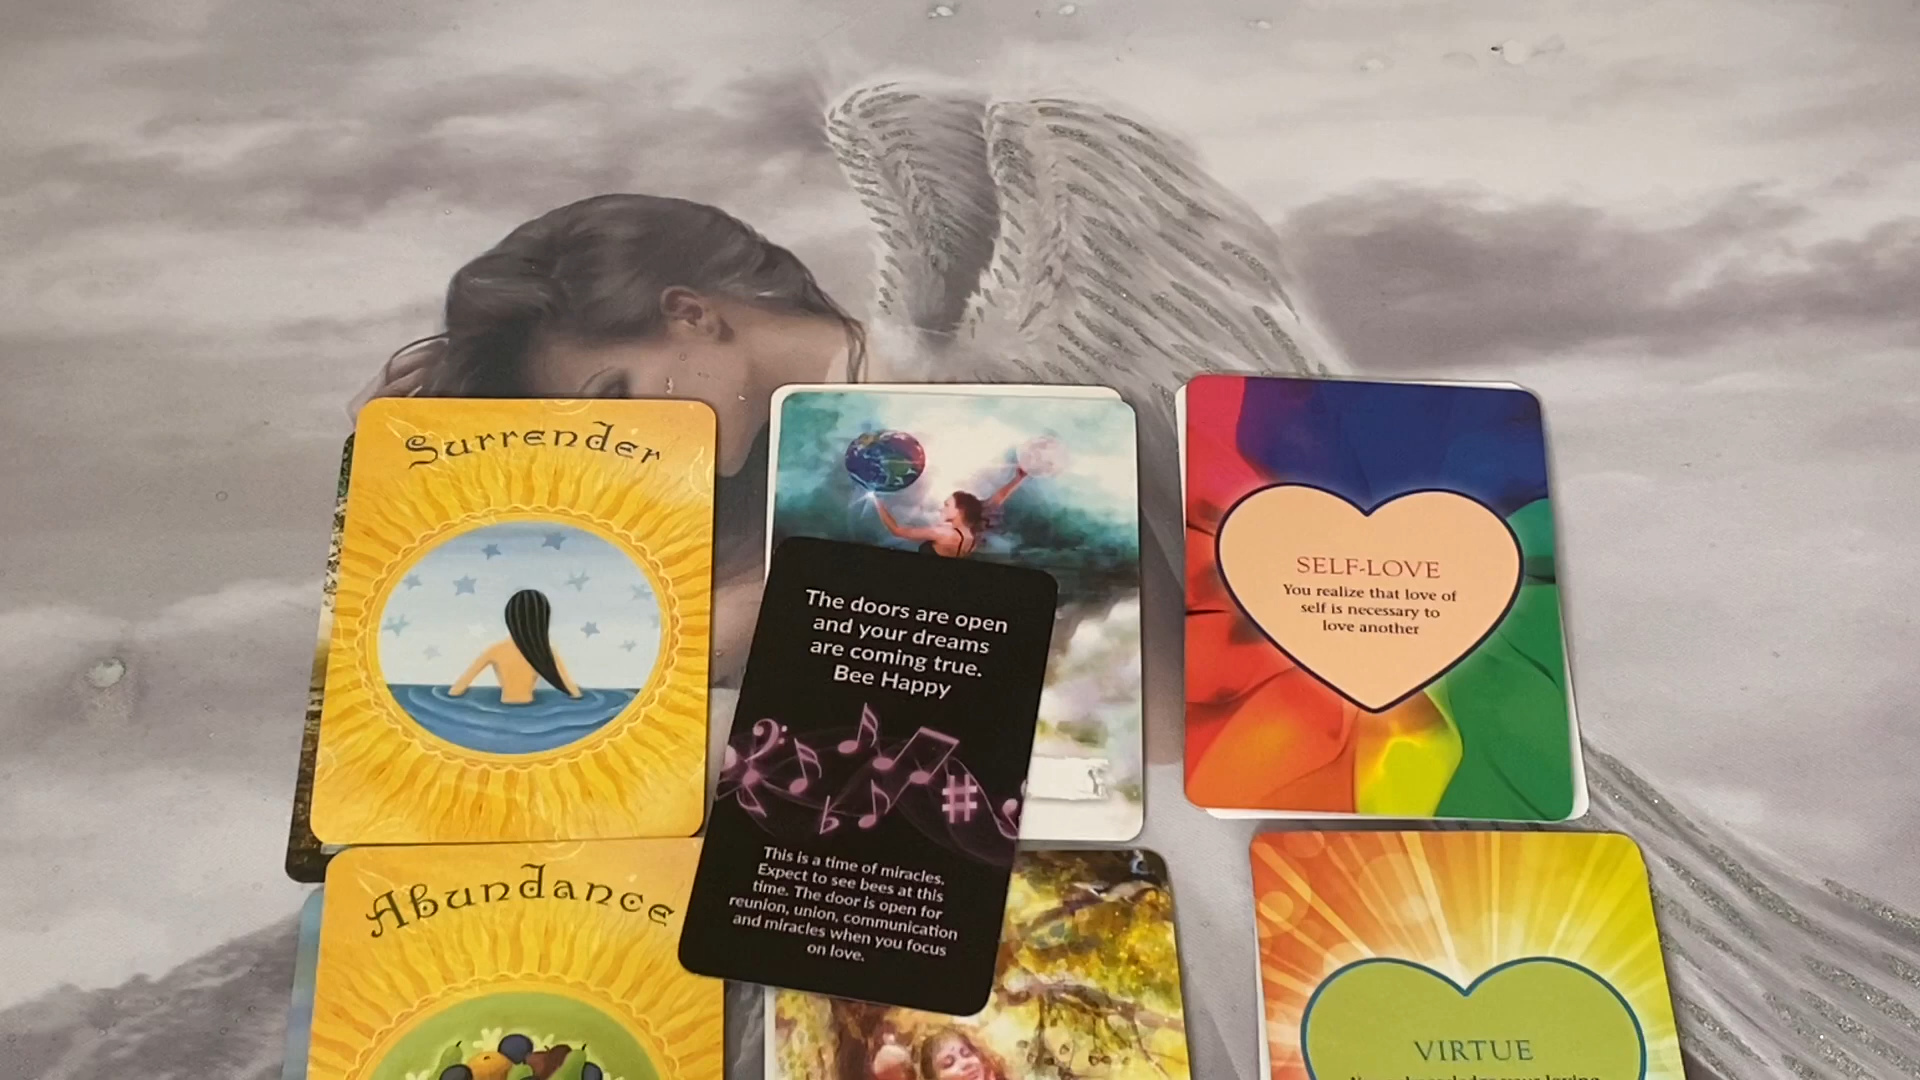 Surrender
The doors are open
and your dreams
are coming true.
Bee Happy
This is a time of miracles.
Expect to see bees at this
time. The door is open for
reunion, union, communication
and miracles when you focus
on love.
SELF-LOVE
You realize that love of
self is necessary to
love another
Abundance
VIRTUE